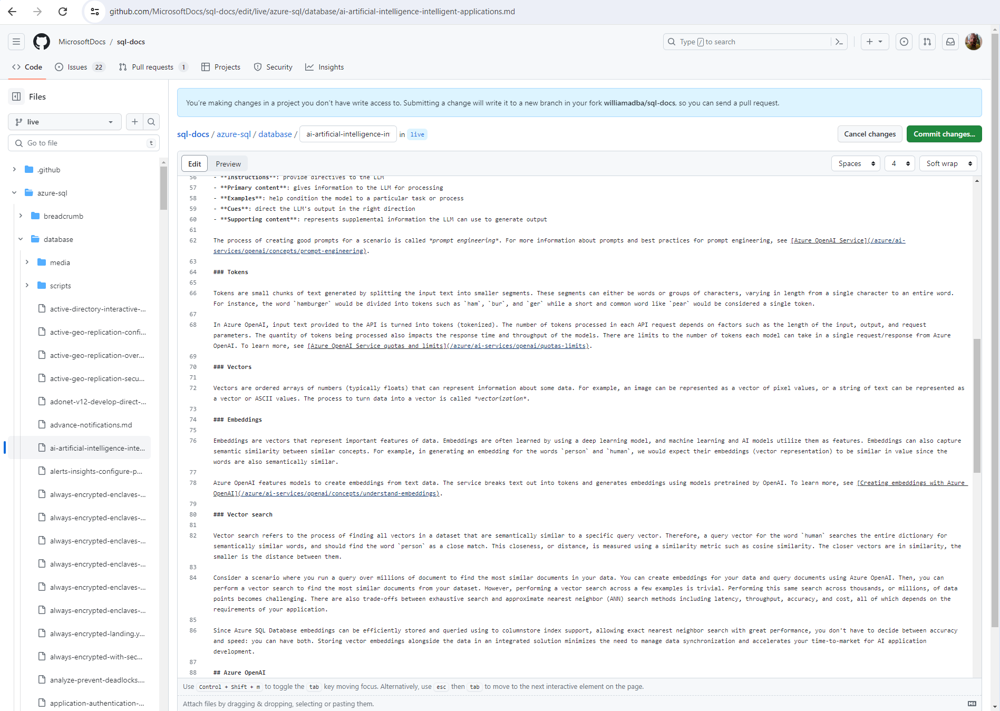 github.com/MicrosoftDocs/sql-docs/edit/live/azure-sql/database/ai-artificial-intelligence-intelligent-applications.md
MicrosoftDocs / sql-docs
Type / to search
Code
Issues 22
Pull requests 1
Projects
Security
Insights
Files
live
Go to file
t
.github
azure-sql
breadcrumb
database
media
scripts
active-directory-interactive-...
active-geo-replication-confi...
active-geo-replication-over...
active-geo-replication-secu...
adonet-v12-develop-direct-...
advance-notifications.md
ai-artificial-intelligence-inte...
alerts-insights-configure-p...
always-encrypted-enclaves-...
always-encrypted-enclaves-...
always-encrypted-enclaves-...
always-encrypted-enclaves-...
always-encrypted-enclaves-...
always-encrypted-enclaves-...
always-encrypted-landing.y...
always-encrypted-with-sec...
analyze-prevent-deadlocks....
application-authentication-...
You're making changes in a project you don't have write access to. Submitting a change will write it to a new branch in your fork williamadba/sql-docs, so you can send a pull request.
sql-docs / azure-sql / database / ai-artificial-intelligence-in in live
Cancel changes
Commit changes...
Edit
Preview
Spaces
4
Soft wrap
56 - **Instructions**: provide directives to the LLM
57 - **Primary content**: gives information to the LLM for processing
58 - **Examples**: help condition the model to a particular task or process
59 - **Cues**: direct the LLM's output in the right direction
60 - **Supporting content**: represents supplemental information the LLM can use to generate output
61
62 The process of creating good prompts for a scenario is called *prompt engineering*. For more information about prompts and best practices for prompt engineering, see [Azure OpenAI Service](/azure/ai-
services/openai/concepts/prompt-engineering).
63
64 ### Tokens
65
66 Tokens are small chunks of text generated by splitting the input text into smaller segments. These segments can either be words or groups of characters, varying in length from a single character to an entire word.
For instance, the word `hamburger` would be divided into tokens such as `ham`, `bur`, and `ger` while a short and common word like `pear` would be considered a single token.
67
68 In Azure OpenAI, input text provided to the API is turned into tokens (tokenized). The number of tokens processed in each API request depends on factors such as the length of the input, output, and request
parameters. The quantity of tokens being processed also impacts the response time and throughput of the models. There are limits to the number of tokens each model can take in a single request/response from Azure
OpenAI. To learn more, see [Azure OpenAI Service quotas and limits](/azure/ai-services/openai/quotas-limits).
69
70 ### Vectors
71
72 Vectors are ordered arrays of numbers (typically floats) that can represent information about some data. For example, an image can be represented as a vector of pixel values, or a string of text can be represented as
a vector or ASCII values. The process to turn data into a vector is called *vectorization*.
73
74 ### Embeddings
75
76 Embeddings are vectors that represent important features of data. Embeddings are often learned by using a deep learning model, and machine learning and AI models utilize them as features. Embeddings can also capture
semantic similarity between similar concepts. For example, in generating an embedding for the words `person` and `human`, we would expect their embeddings (vector representation) to be similar in value since the
words are also semantically similar.
77
78 Azure OpenAI features models to create embeddings from text data. The service breaks text out into tokens and generates embeddings using models pretrained by OpenAI. To learn more, see [Creating embeddings with Azure
OpenAI](/azure/ai-services/openai/concepts/understand-embeddings).
79
80 ### Vector search
81
82 Vector search refers to the process of finding all vectors in a dataset that are semantically similar to a specific query vector. Therefore, a query vector for the word `human` searches the entire dictionary for
semantically similar words, and should find the word `person` as a close match. This closeness, or distance, is measured using a similarity metric such as cosine similarity. The closer vectors are in similarity, the
smaller is the distance between them.
83
84 Consider a scenario where you run a query over millions of document to find the most similar documents in your data. You can create embeddings for your data and query documents using Azure OpenAI. Then, you can
perform a vector search to find the most similar documents from your dataset. However, performing a vector search across a few examples is trivial. Performing this same search across thousands, or millions, of data
points becomes challenging. There are also trade-offs between exhaustive search and approximate nearest neighbor (ANN) search methods including latency, throughput, accuracy, and cost, all of which depends on the
requirements of your application.
85
86 Since Azure SQL Database embeddings can be efficiently stored and queried using to columnstore index support, allowing exact nearest neighbor search with great performance, you don't have to decide between accuracy
and speed: you can have both. Storing vector embeddings alongside the data in an integrated solution minimizes the need to manage data synchronization and accelerates your time-to-market for AI application
development.
87
88 ## Azure OpenAI
Use Control + Shift + m to toggle the tab key moving focus. Alternatively, use esc then tab to move to the next interactive element on the page.
Attach files by dragging & dropping, selecting or pasting them.